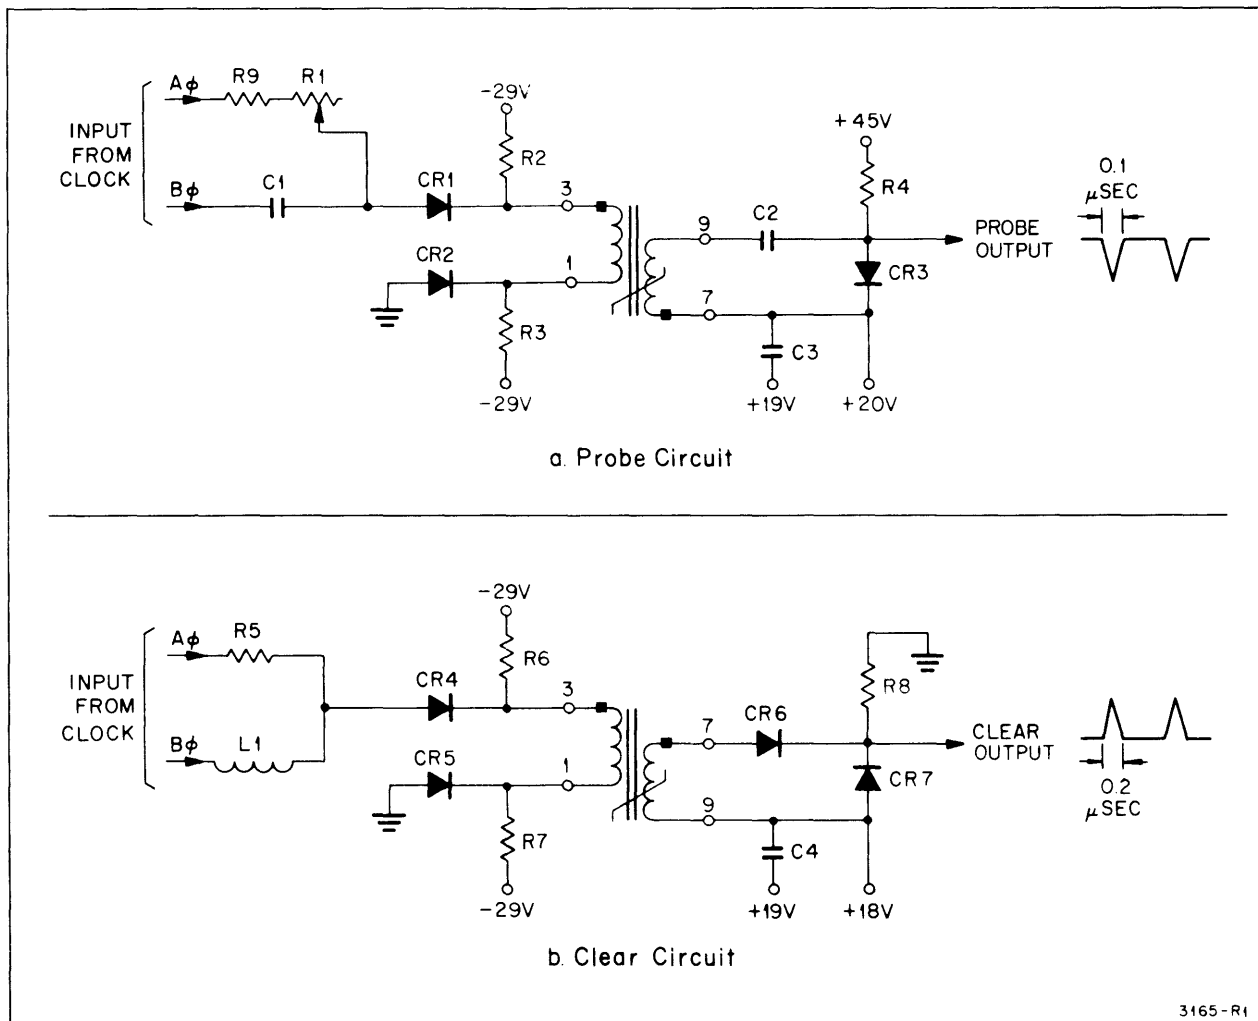 Aφ
R9
R1
INPUT
FROM
CLOCK
Bφ
C1
CR1
-29V
R2
3
CR2
1
R3
-29V
+45V
R4
9
C2
PROBE
OUTPUT
CR3
7
C3
+19V
+20V
0.1
μSEC
a. Probe Circuit
Aφ
R5
INPUT
FROM
CLOCK
Bφ
L1
CR4
-29V
R6
3
CR5
1
R7
-29V
R8
7
CR6
CLEAR
OUTPUT
CR7
9
C4
+19V
+18V
0.2
μSEC
b. Clear Circuit
3165-R1